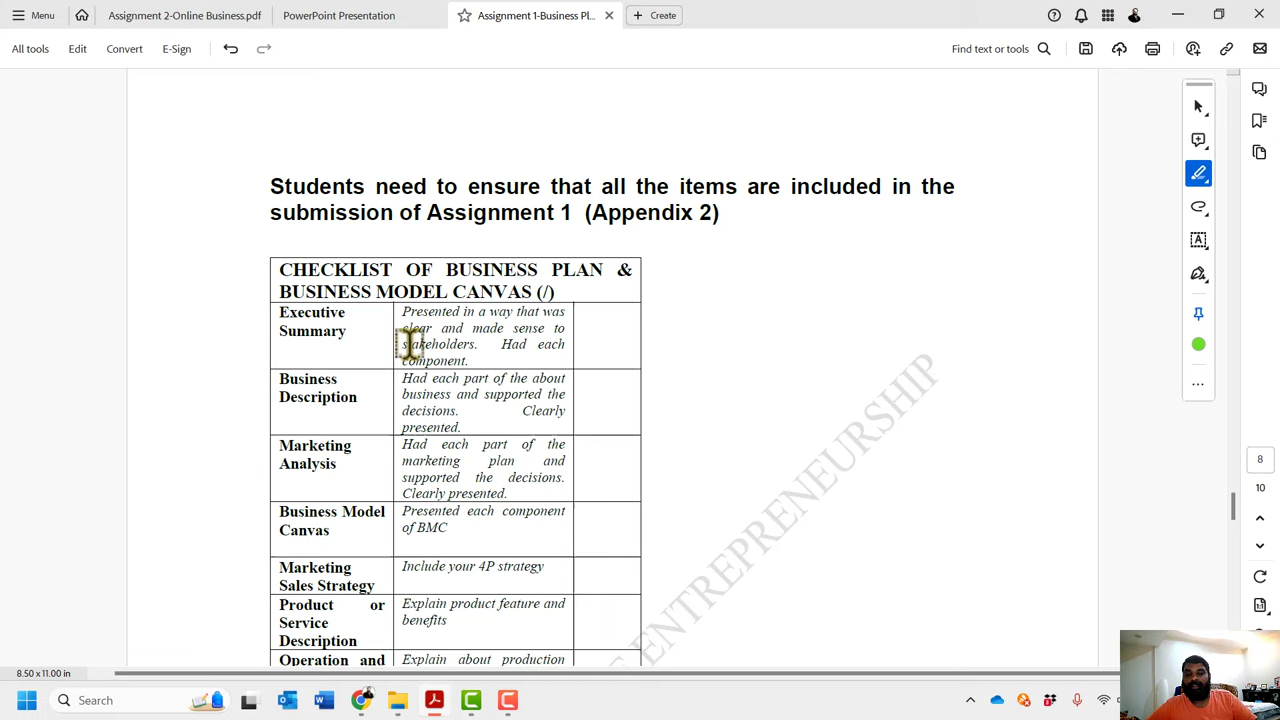 Menu
Assignment 2-Online Business.pdf
PowerPoint Presentation
Assignment 1-Business Pl...
Create
All tools
Edit
Convert
E-Sign
Find text or tools
Students need to ensure that all the items are included in the
submission of Assignment 1 (Appendix 2)
CHECKLIST OF BUSINESS PLAN &
BUSINESS MODEL CANVAS (/)
Executive
Summary
Presented in a way that was
clear and made sense to
stakeholders. Had each
component.
Business
Description
Had each part of the about
business and supported the
decisions. Clearly
presented.
Marketing
Analysis
Had each part of the
marketing plan and
supported the decisions.
Clearly presented.
Business Model
Canvas
Presented each component
of BMC
Marketing
Sales Strategy
Include your 4P strategy
Product or
Service
Description
Explain product feature and
benefits
Operation and
Explain about production
ENTREPRENEURSHIP
8
10
8.50 x 11.00 in
Search